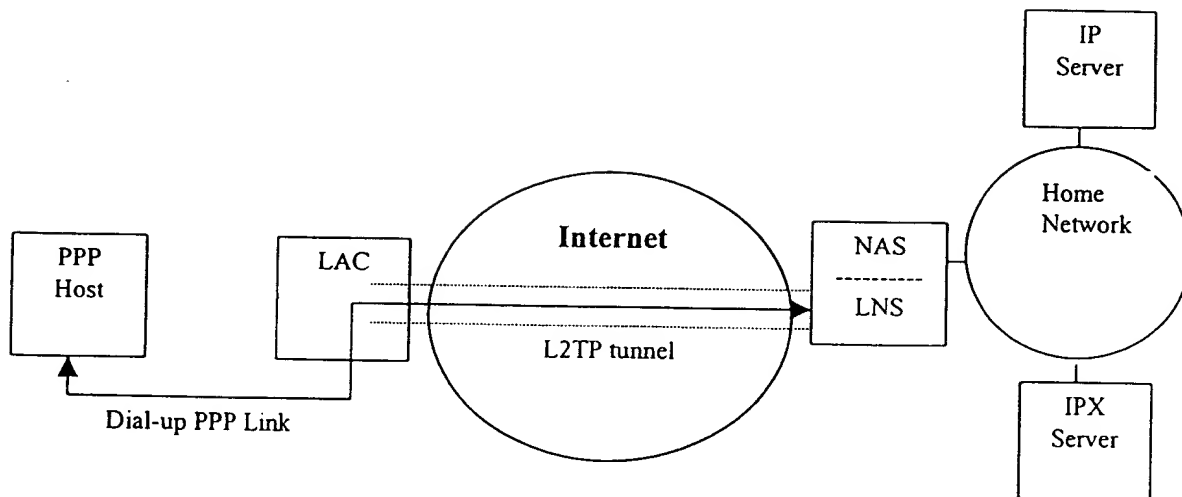 IP
Server
Home
Network
Internet
PPP
Host
LAC
NAS
LNS
L2TP tunnel
Dial-up PPP Link
IPX
Server